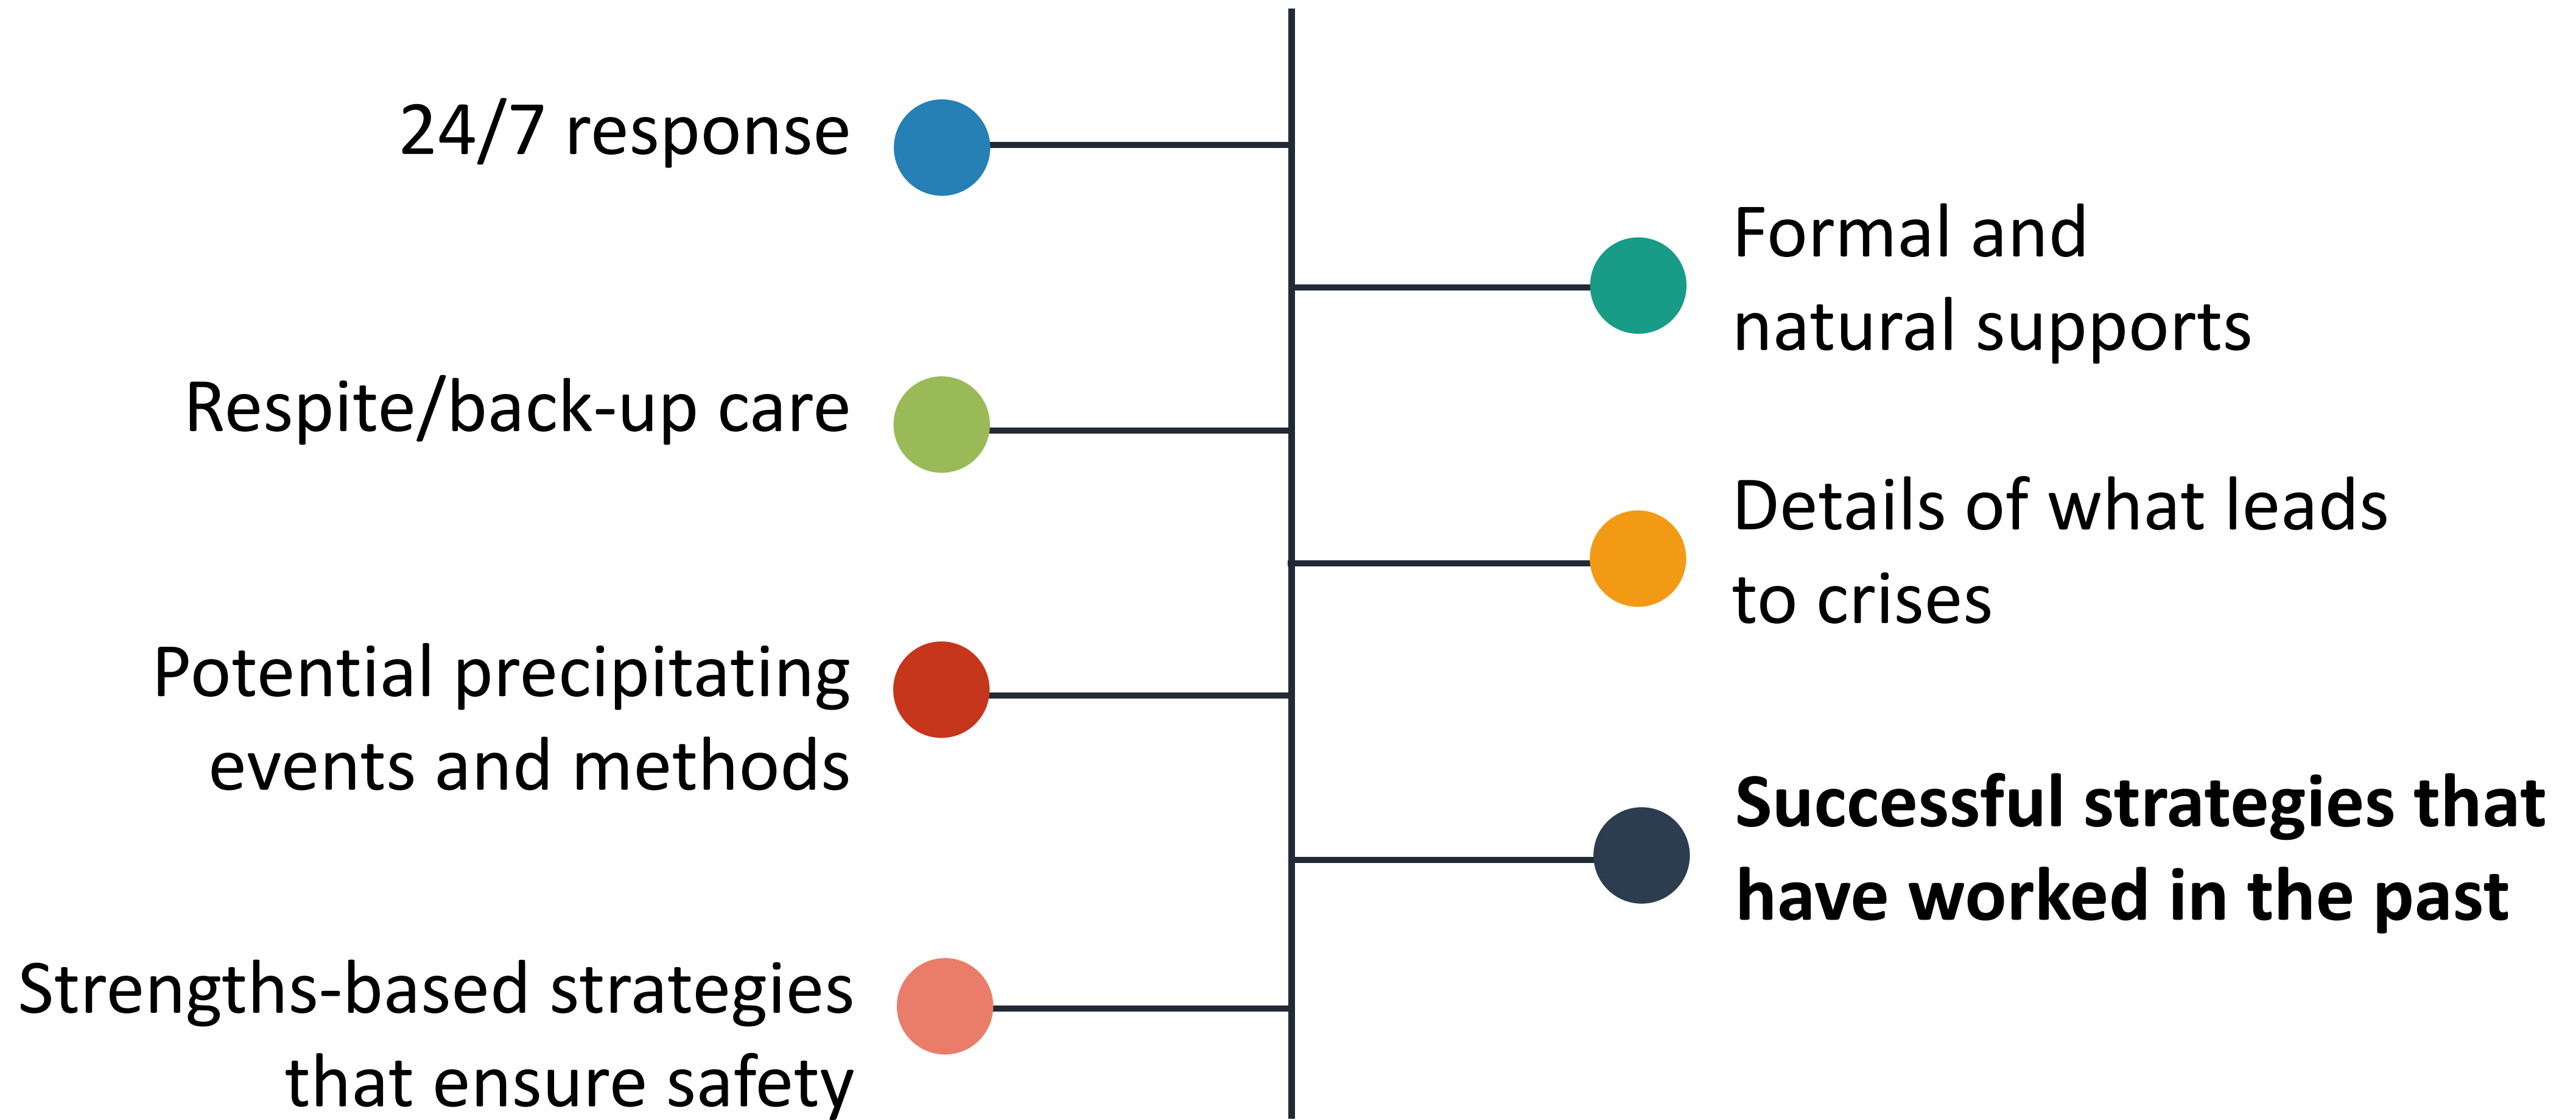 24/7 response
Formal and
natural supports
Respite/back-up care
Details of what leads
to crises
Potential precipitating
events and methods
Successful strategies that
have worked in the past
Strengths-based strategies
that ensure safety